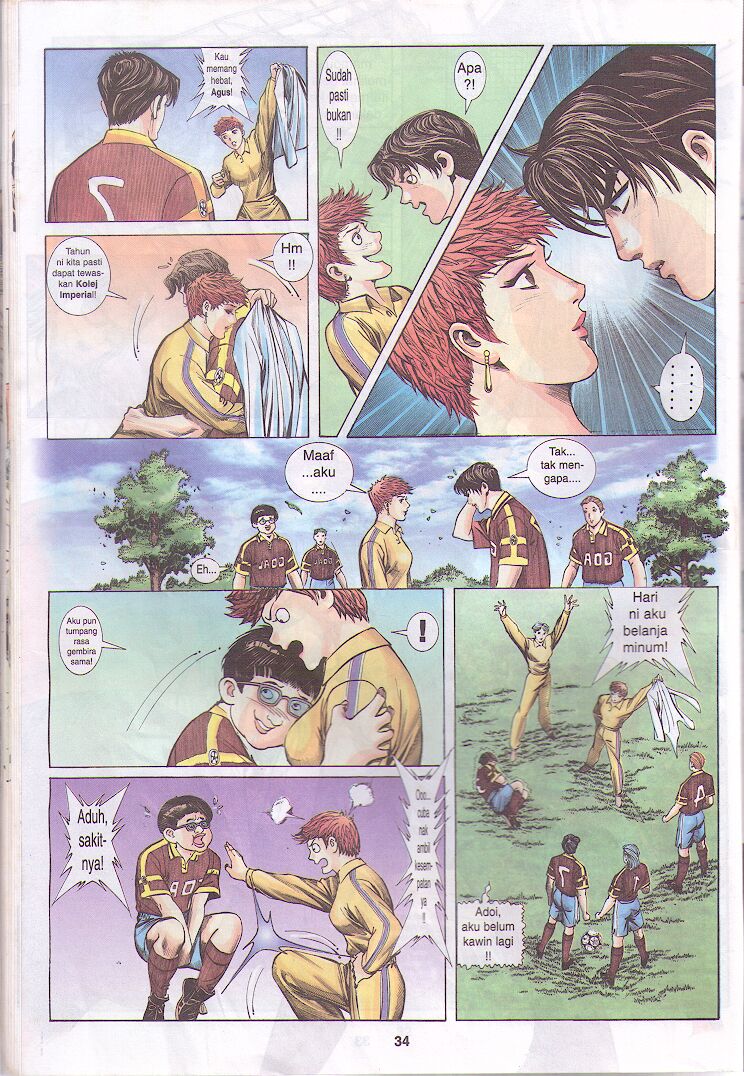 Kau
memang
hebat,
Agus!
Apa
?!
Sudah
pasti
bukan
!!
Tahun
ni kita pasti
dapat tewas-
kan Kolej
Imperial!
Hm
!!
Maaf
...aku
....
Tak...
tak men-
gapa....
Eh...
Aku pun
tumpang
rasa
gembira
sama!
!
Hari
ni aku
belanja
minum!
Aduh,
sakit-
nya!
Ooo...
cuba
nak
ambil
kesem-
patan
ya
!!
Adoi,
aku belum
kawin lagi
!!
34